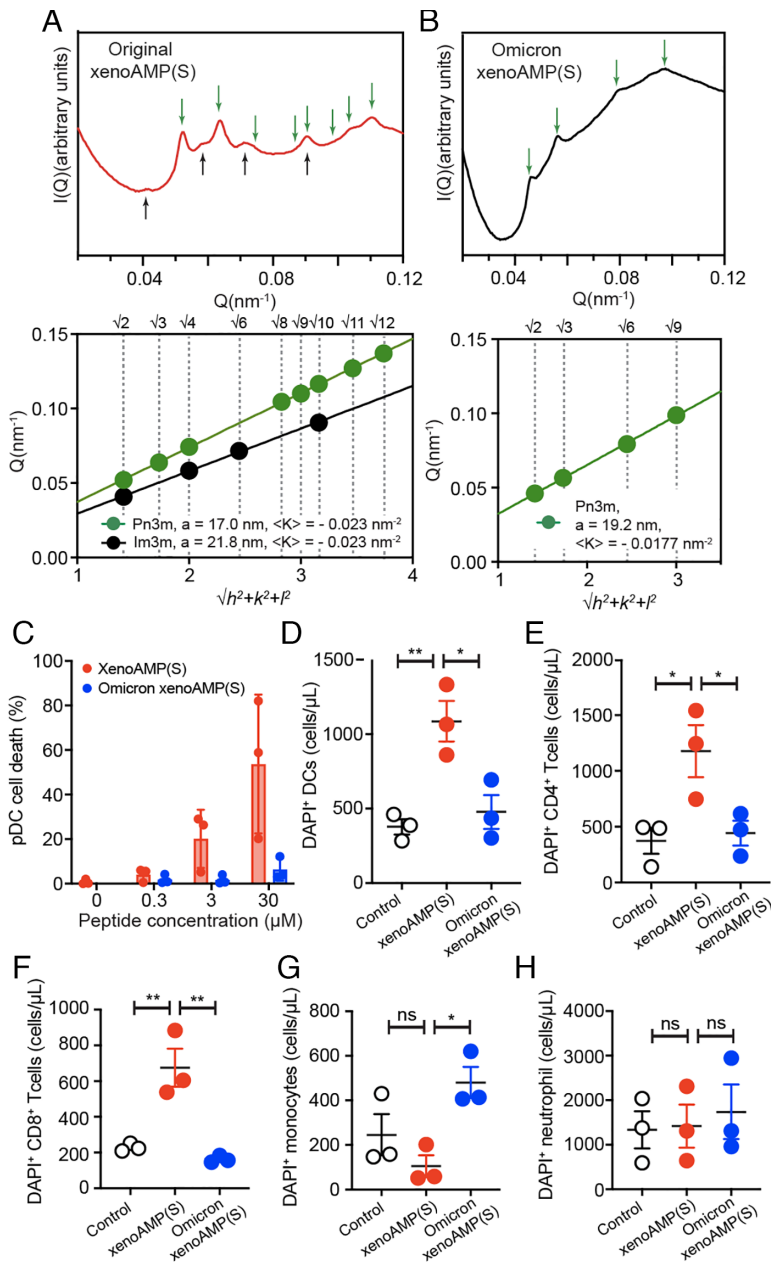 A
Original
xenoAMP(S)
I(Q)(arbitrary units)
0.04
0.08
0.12
Q(nm-1)
B
Omicron
xenoAMP(S)
I(Q)(arbitrary units)
0.04
0.08
0.12
Q(nm-1)
√2 √3 √4 √6 √8 √9 √10 √11 √12
Q(nm-1)
0.15
0.10
0.05
0.00
Pn3m, a = 17.0 nm, <K> = - 0.023 nm-2
Im3m, a = 21.8 nm, <K> = - 0.023 nm-2
1 2 3 4
√h2+k2+l2
√2 √3 √6 √9
Q(nm-1)
0.15
0.10
0.05
0.00
Pn3m,
a = 19.2 nm,
<K> = - 0.0177 nm-2
1 2 3
√h2+k2+l2
C
pDC cell death (%)
100
80
60
40
20
0
XenoAMP(S)
Omicron xenoAMP(S)
0 0.3 3 30
Peptide concentration (µM)
D
DAPI+ DCs (cells/µL)
1500
1000
500
0
** *
Control
xenoAMP(S)
Omicron
xenoAMP(S)
E
DAPI+ CD4+ Tcells (cells/µL)
2000
1500
1000
500
0
* *
Control
xenoAMP(S)
Omicron
xenoAMP(S)
F
DAPI+ CD8+ Tcells (cells/µL)
1000
800
600
400
200
0
** **
Control
xenoAMP(S)
Omicron
xenoAMP(S)
G
DAPI+ monocytes (cells/µL)
800
600
400
200
0
ns *
Control
xenoAMP(S)
Omicron
xenoAMP(S)
H
DAPI+ neutrophil (cells/µL)
4000
3000
2000
1000
0
ns ns
Control
xenoAMP(S)
Omicron
xenoAMP(S)